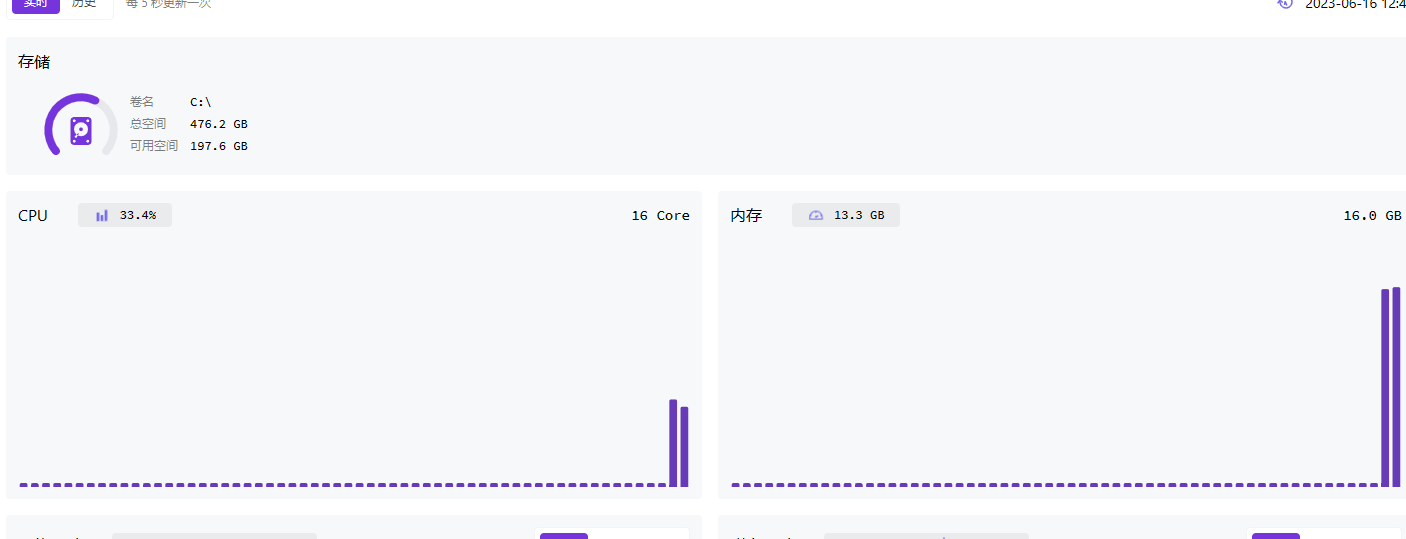 实时 历史 每 5 秒更新一次
2023-06-16 12:4
存储
卷名 C:\
总空间 476.2 GB
可用空间 197.6 GB
CPU 33.4% 16 Core
内存 13.3 GB 16.0 GB